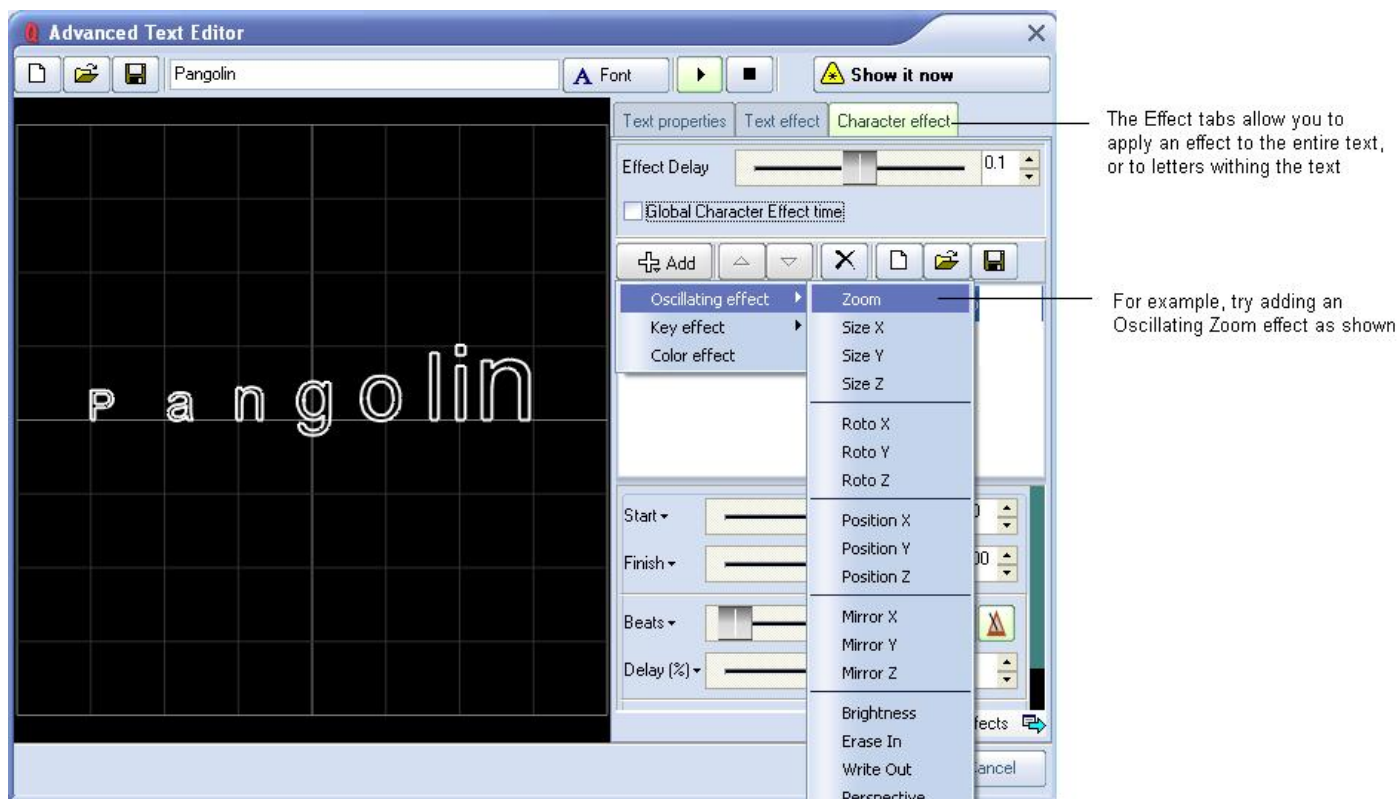 Advanced Text Editor
Pangolin
A Font
Show it now
Text properties Text effect Character effect
The Effect tabs allow you to
apply an effect to the entire text,
or to letters withing the text
Effect Delay 0.1
Global Character Effect time
Add
Oscillating effect
Key effect
Color effect
Zoom
Size X
Size Y
Size Z
Roto X
Roto Y
Roto Z
Position X
Position Y
Position Z
Mirror X
Mirror Y
Mirror Z
Brightness
Erase In
Write Out
Perspective
For example, try adding an
Oscillating Zoom effect as shown
Pangolin
Start
Finish
Beats
Delay (%)